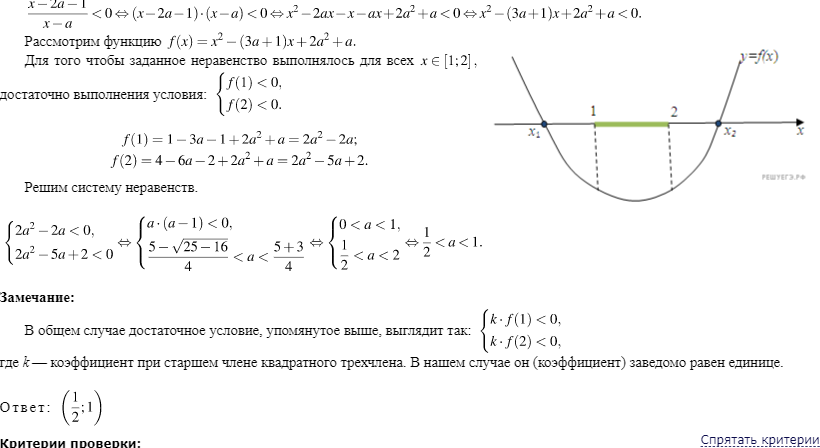 (x−2a−1)/(x−a) < 0 ⇔ (x−2a−1)·(x−a) < 0 ⇔ x² − 2ax − x − ax + 2a² + a < 0 ⇔ x² − (3a+1)x + 2a² + a < 0.
Рассмотрим функцию f(x) = x² − (3a+1)x + 2a² + a.
Для того чтобы заданное неравенство выполнялось для всех x ∈ [1; 2],
достаточно выполнения условия: { f(1) < 0, f(2) < 0.
f(1) = 1 − 3a − 1 + 2a² + a = 2a² − 2a;
f(2) = 4 − 6a − 2 + 2a² + a = 2a² − 5a + 2.
Решим систему неравенств.
y=f(x)
1 2
x₁ x₂ x
РЕШУЕГЭ.РФ
{ 2a² − 2a < 0, 2a² − 5a + 2 < 0 ⇔ { a·(a−1) < 0, (5−√(25−16))/4 < a < (5+3)/4 ⇔ { 0 < a < 1, 1/2 < a < 2 ⇔ 1/2 < a < 1.
Замечание:
В общем случае достаточное условие, упомянутое выше, выглядит так: { k·f(1) < 0, k·f(2) < 0,
где k — коэффициент при старшем члене квадратного трехчлена. В нашем случае он (коэффициент) заведомо равен единице.
Ответ: (1/2; 1)
Спрятать критерии
Критерии проверки: